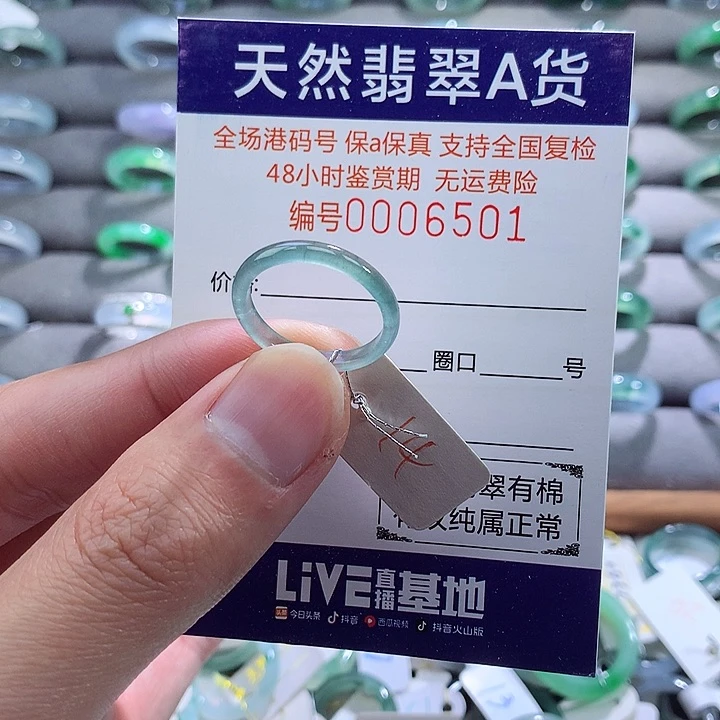 天然翡翠A货
全场港码号 保a保真 支持全国复检
48小时鉴赏期 无运费险
编号0006501
价
圈口 号
翠有棉
纯属正常
LiVE直播基地
今日头条 抖音 西瓜视频 抖音火山版